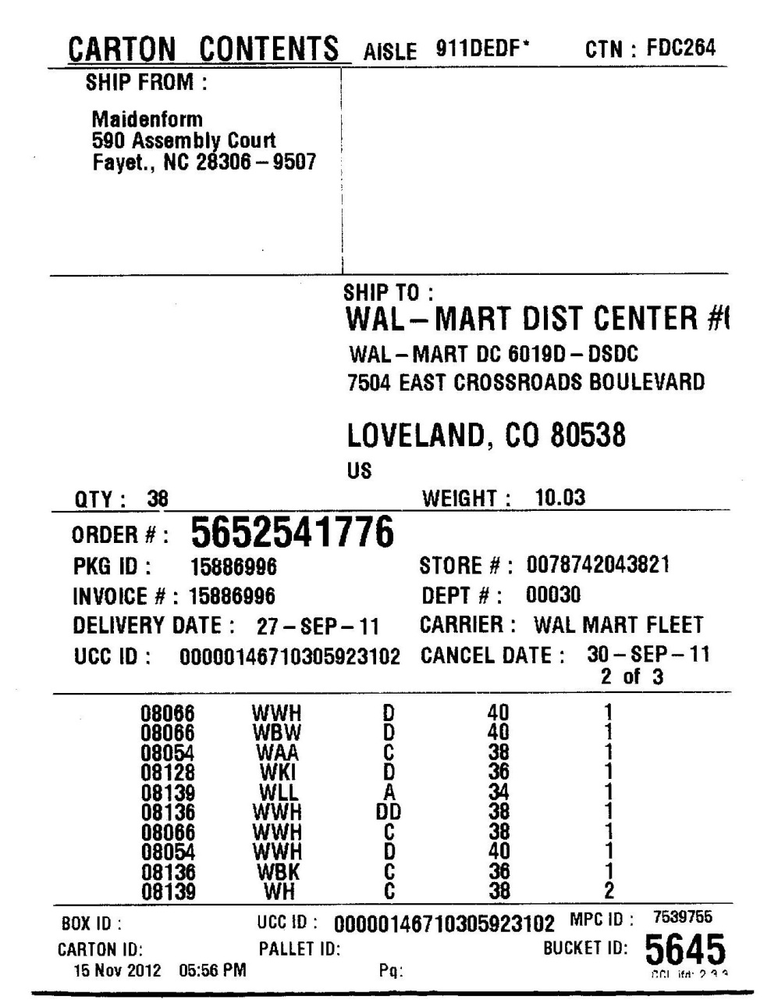 CARTON CONTENTS AISLE 911DEDF* CTN : FDC264
SHIP FROM :
Maidenform
590 Assembly Court
Fayet., NC 28306-9507
SHIP TO :
WAL-MART DIST CENTER #
WAL-MART DC 6019D-DSDC
7504 EAST CROSSROADS BOULEVARD
LOVELAND, CO 80538
US
QTY : 38 WEIGHT : 10.03
ORDER # : 5652541776
PKG ID : 15886996 STORE # : 0078742043821
INVOICE # : 15886996 DEPT # : 00030
DELIVERY DATE : 27-SEP-11 CARRIER : WAL MART FLEET
UCC ID : 00000146710305923102 CANCEL DATE : 30-SEP-11
2 of 3
08066 WWH D 40 1
08066 WBW D 40 1
08054 WAA C 38 1
08128 WKI D 36 1
08139 WLL A 34 1
08136 WWH DD 38 1
08066 WWH C 38 1
08054 WWH D 40 1
08136 WBK C 36 1
08139 WH C 38 2
BOX ID : UCC ID : 00000146710305923102 MPC ID : 7539755
CARTON ID: PALLET ID: BUCKET ID: 5645
15 Nov 2012 05:56 PM Pq: